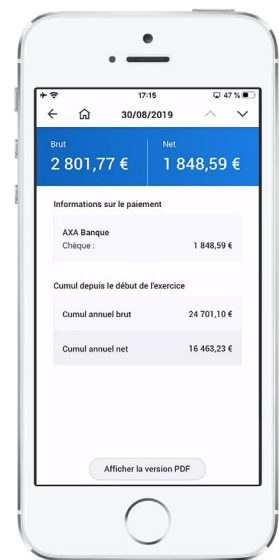 17:15
47 %
30/08/2019
Brut
Net
2 801,77 €
1 848,59 €
Informations sur le paiement
AXA Banque
Chèque :
1 848,59 €
Cumul depuis le début de l'exercice
Cumul annuel brut
24 701,10 €
Cumul annuel net
16 463,23 €
Afficher la version PDF